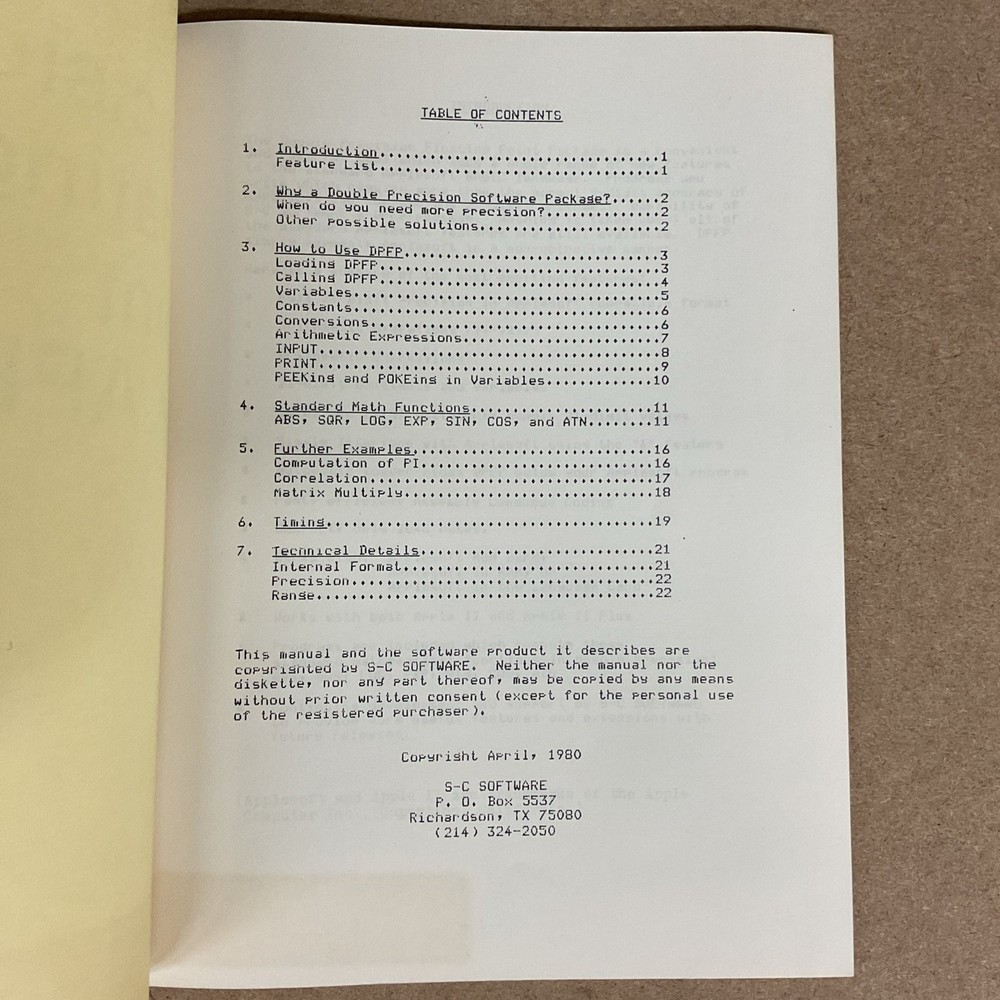 TABLE OF CONTENTS
1. Introduction........................................1
Feature List........................................1
2. Why a Double Precision Software Package?......2
When do you need more precision?..............2
Other possible solutions.........................2
3. How to Use DPFP....................................3
Loading DPFP........................................3
Calling DPFP........................................4
Variables...........................................5
Constants...........................................6
Conversions.........................................6
Arithmetic Expressions...........................7
INPUT...............................................8
PRINT...............................................9
PEEKing and POKEing in Variables.............10
4. Standard Math Functions.........................11
ABS, SQR, LOG, EXP, SIN, COS, and ATN........11
5. Further Examples.................................16
Computation of PI.................................16
Correlation........................................17
Matrix Multiply....................................18
6. Timing..............................................19
7. Technical Details.................................21
Internal Format....................................21
Precision..........................................22
Range...............................................22
This manual and the software product it describes are
copyrighted by S-C SOFTWARE. Neither the manual nor the
diskette, nor any part thereof, may be copied by any means
without prior written consent (except for the personal use
of the registered purchaser).
Copyright April, 1980
S-C SOFTWARE
P. O. Box 5537
Richardson, TX 75080
(214) 324-2050